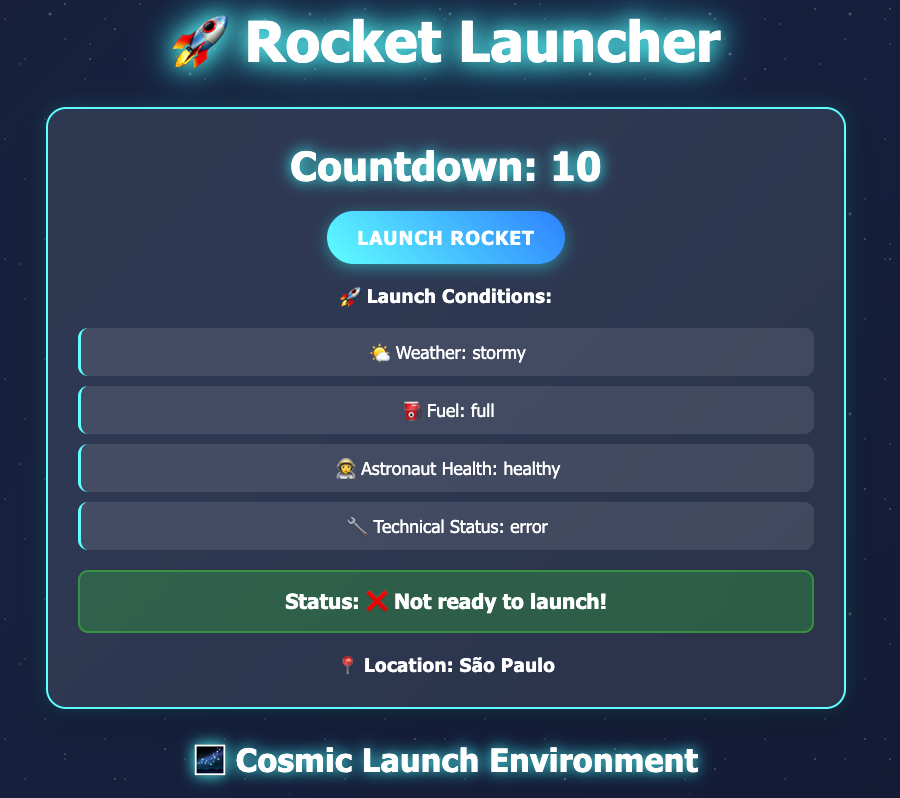 🚀 Rocket Launcher
Countdown: 10
LAUNCH ROCKET
🚀 Launch Conditions:
🌤️ Weather: stormy
⛽ Fuel: full
👩‍🚀 Astronaut Health: healthy
🔧 Technical Status: error
Status: ❌ Not ready to launch!
📍 Location: São Paulo
🌌 Cosmic Launch Environment